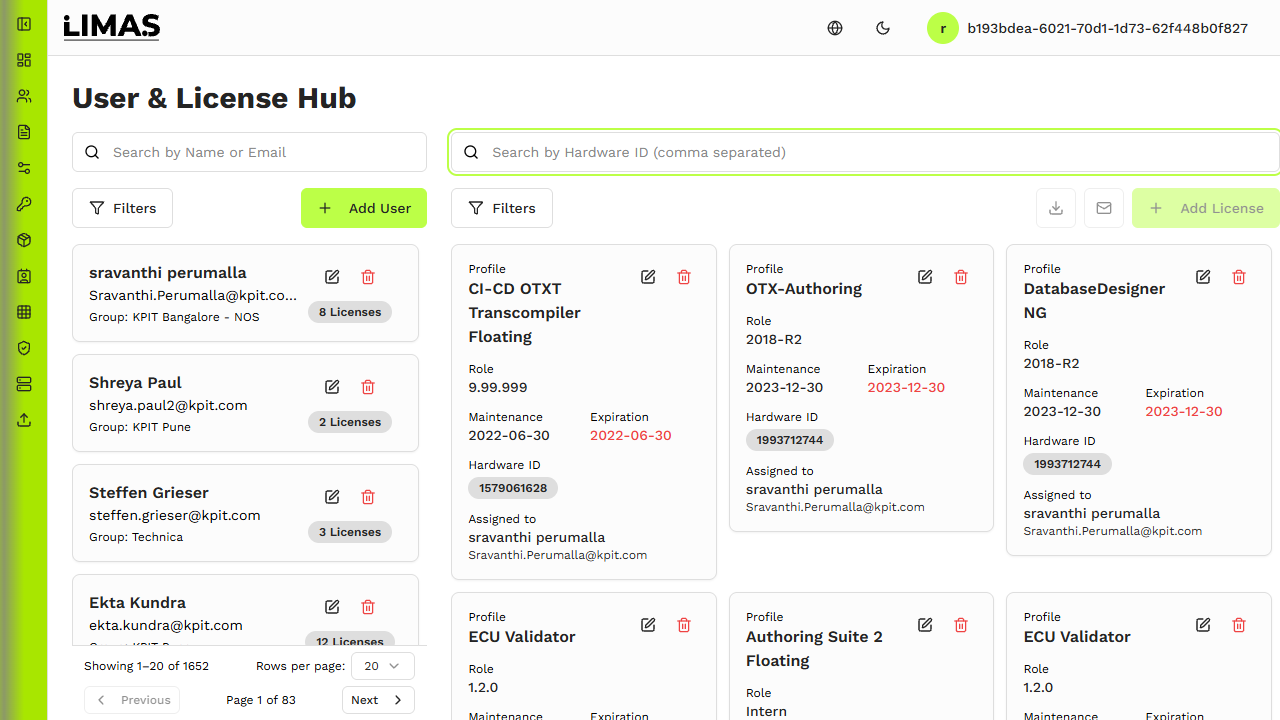 LIMAS
r
b193bdea-6021-70d1-1d73-62f448b0f827
User & License Hub
Search by Name or Email
Filters
Add User
sravanthi perumalla
Sravanthi.Perumalla@kpit.co...
Group: KPIT Bangalore - NOS
8 Licenses
Shreya Paul
shreya.paul2@kpit.com
Group: KPIT Pune
2 Licenses
Steffen Grieser
steffen.grieser@kpit.com
Group: Technica
3 Licenses
Ekta Kundra
ekta.kundra@kpit.com
12 Licenses
Showing 1–20 of 1652
Rows per page:
20
Previous
Page 1 of 83
Next
Search by Hardware ID (comma separated)
Filters
Add License
Profile
CI-CD OTXT
Transcompiler
Floating
Role
9.99.999
Maintenance
2022-06-30
Expiration
2022-06-30
Hardware ID
1579061628
Assigned to
sravanthi perumalla
Sravanthi.Perumalla@kpit.com
Profile
OTX-Authoring
Role
2018-R2
Maintenance
2023-12-30
Expiration
2023-12-30
Hardware ID
1993712744
Assigned to
sravanthi perumalla
Sravanthi.Perumalla@kpit.com
Profile
DatabaseDesigner
NG
Role
2018-R2
Maintenance
2023-12-30
Expiration
2023-12-30
Hardware ID
1993712744
Assigned to
sravanthi perumalla
Sravanthi.Perumalla@kpit.com
Profile
ECU Validator
Role
1.2.0
Maintenance
Expiration
Profile
Authoring Suite 2
Floating
Role
Intern
Profile
ECU Validator
Role
1.2.0
Maintenance
Expiration